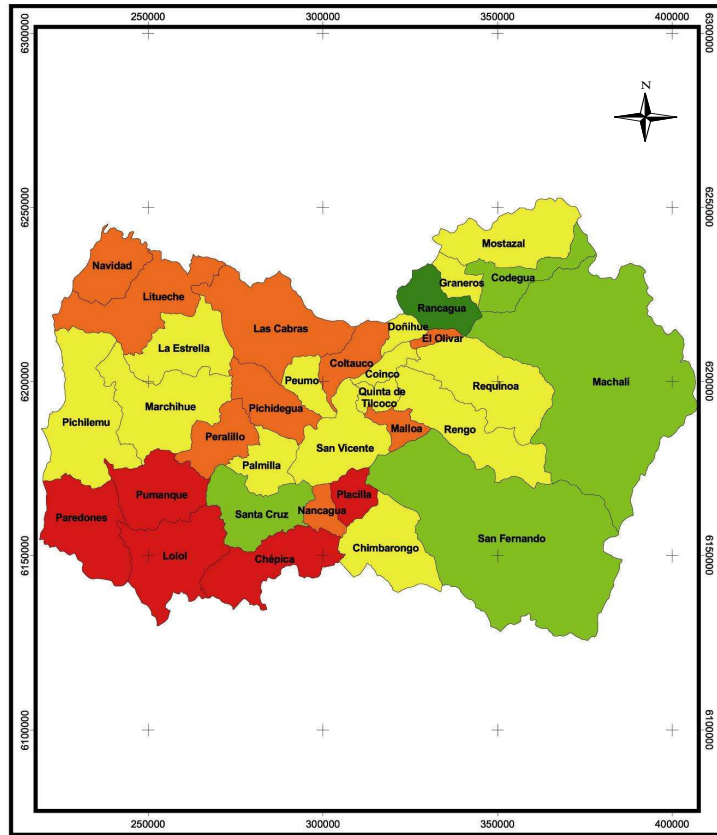 250000
300000
350000
400000
6300000
6300000
N
6250000
6250000
Mostazal
Navidad
Codegua
Graneros
Litueche
Rancagua
Las Cabras
Doñihue
El Olivar
La Estrella
Coltauco
Coinco
6200000
6200000
Peumo
Requinoa
Machalí
Quinta de
Tilcoco
Marchihue
Pichidegua
Pichilemu
Malloa
Rengo
Peralillo
San Vicente
Palmilla
Pumanque
Placilla
Nancagua
Santa Cruz
Paredones
San Fernando
Chimbarongo
Lolol
Chépica
6150000
6150000
6100000
6100000
250000
300000
350000
400000